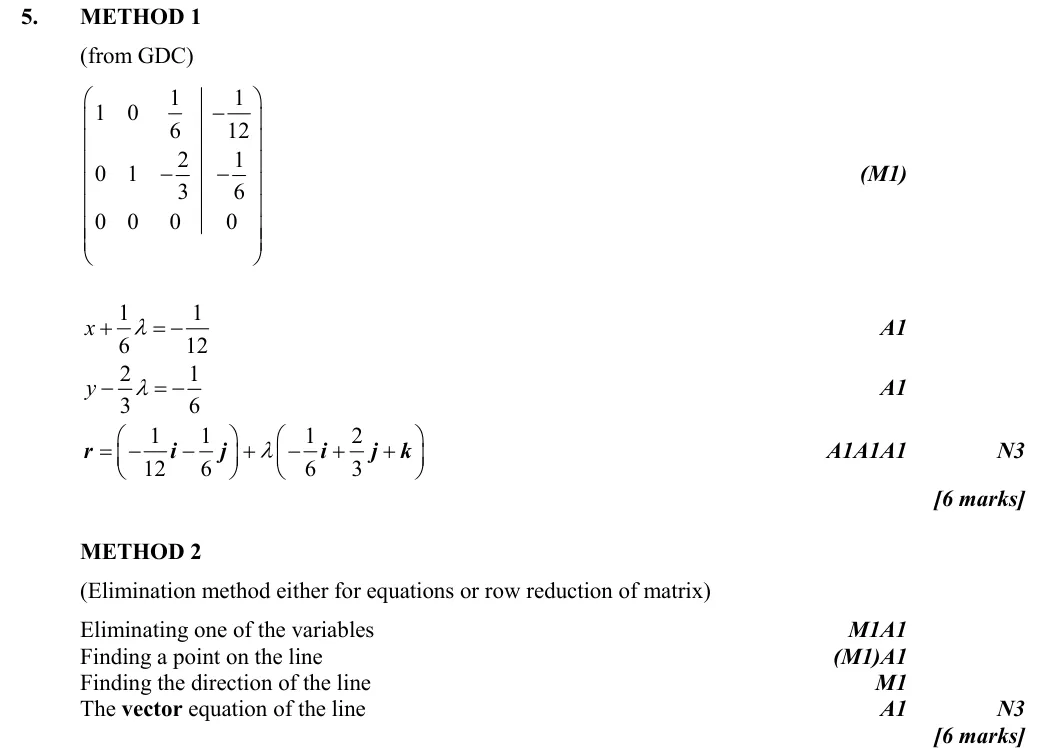 5. METHOD 1
(from GDC)
1 0 1/6 | −1/12
0 1 −2/3 | −1/6 (M1)
0 0 0 | 0
x + 1/6 λ = −1/12 A1
y − 2/3 λ = −1/6 A1
r = (−1/12 i − 1/6 j) + λ(−1/6 i + 2/3 j + k) A1A1A1 N3
[6 marks]
METHOD 2
(Elimination method either for equations or row reduction of matrix)
Eliminating one of the variables M1A1
Finding a point on the line (M1)A1
Finding the direction of the line M1
The vector equation of the line A1 N3
[6 marks]